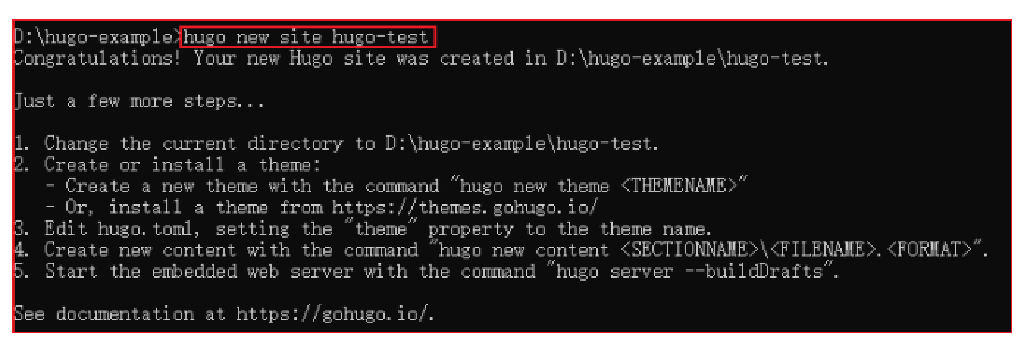 D:\hugo-example>hugo new site hugo-test
Congratulations! Your new Hugo site was created in D:\hugo-example\hugo-test.
Just a few more steps...
1. Change the current directory to D:\hugo-example\hugo-test.
2. Create or install a theme:
- Create a new theme with the command "hugo new theme <THEMENAME>"
- Or, install a theme from https://themes.gohugo.io/
3. Edit hugo.toml, setting the "theme" property to the theme name.
4. Create new content with the command "hugo new content <SECTIONNAME>\<FILENAME>.<FORMAT>".
5. Start the embedded web server with the command "hugo server --buildDrafts".
See documentation at https://gohugo.io/.